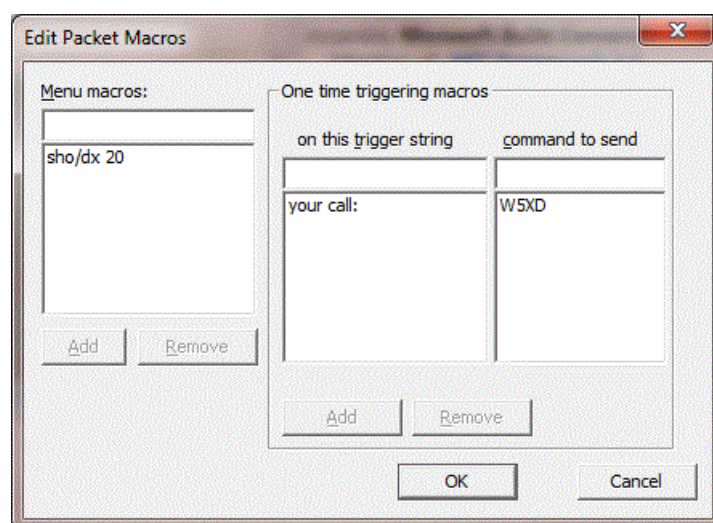 Edit Packet Macros
Menu macros:
sho/dx 20
Add Remove
One time triggering macros
on this trigger string command to send
your call: W5XD
Add Remove
OK Cancel